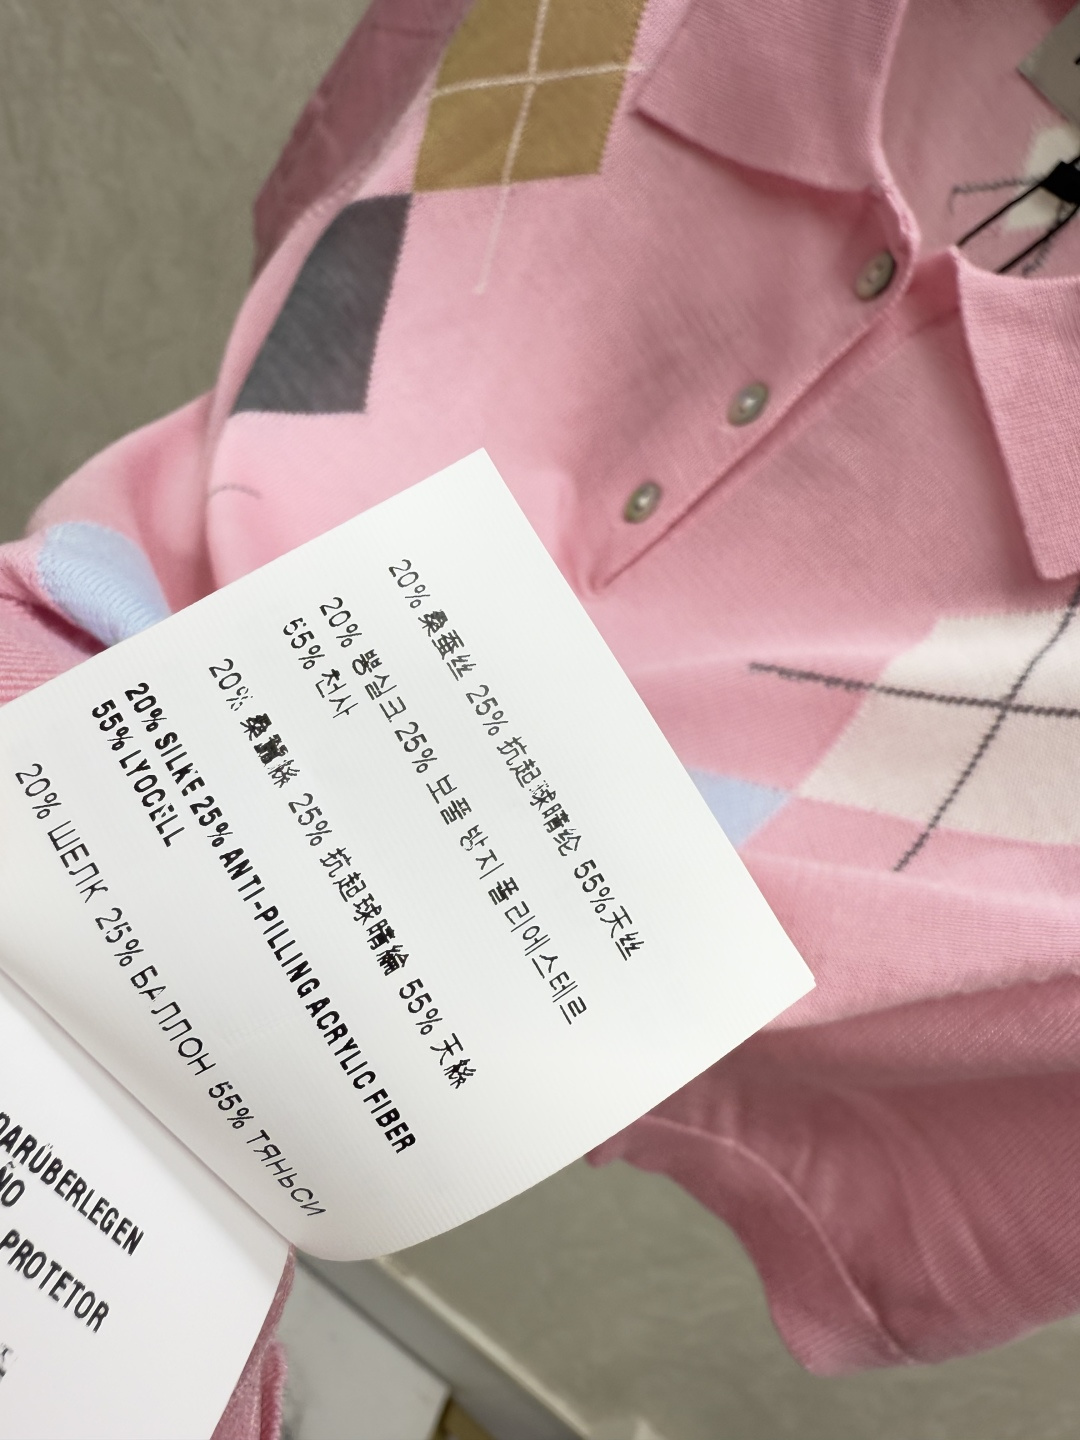 20% 桑蚕丝 25% 抗起球晴纶 55%天丝
20% 뽕실크 25% 보풀 방지 폴리에스테르
55% 천사
20% 桑蠶絲 25% 抗起球晴綸 55% 天絲
20% SILKE 25% ANTI-PILLING ACRYLIC FIBER
55% LYOCELL
20% ШЕЛК 25% БАЛЛОН 55% ТЯНЬСИ
DARÜBERLEGEN
ÑO
PROTETOR